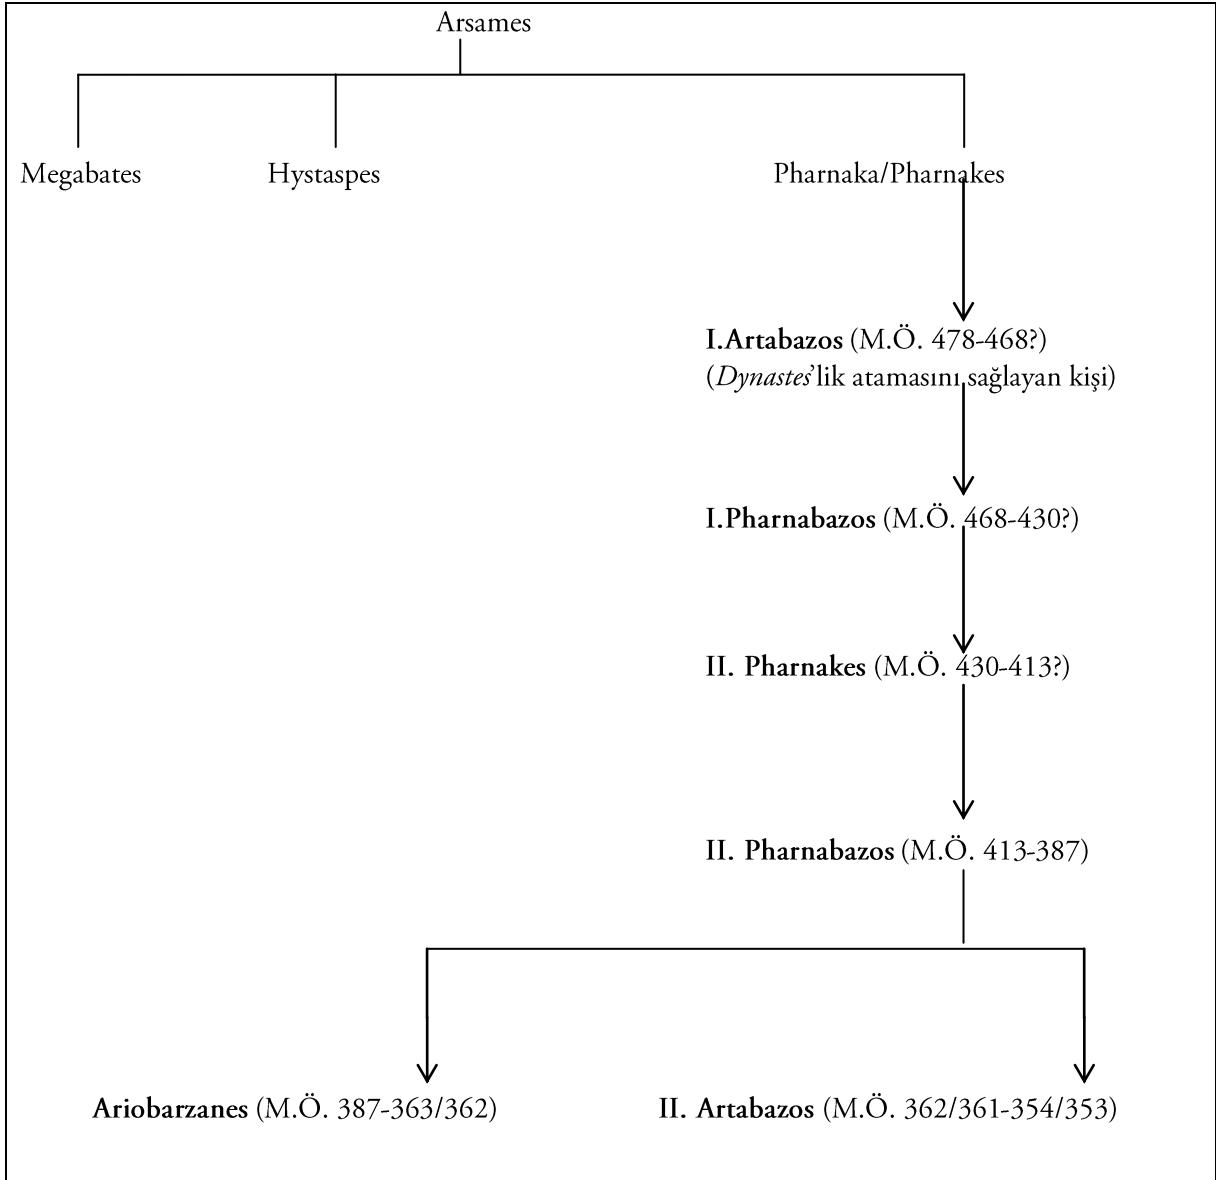 Arsames
Megabates Hystaspes Pharnaka/Pharnakes
I.Artabazos (M.Ö. 478-468?)
(Dynastes’lik atamasını sağlayan kişi)
I.Pharnabazos (M.Ö. 468-430?)
II. Pharnakes (M.Ö. 430-413?)
II. Pharnabazos (M.Ö. 413-387)
Ariobarzanes (M.Ö. 387-363/362) II. Artabazos (M.Ö. 362/361-354/353)